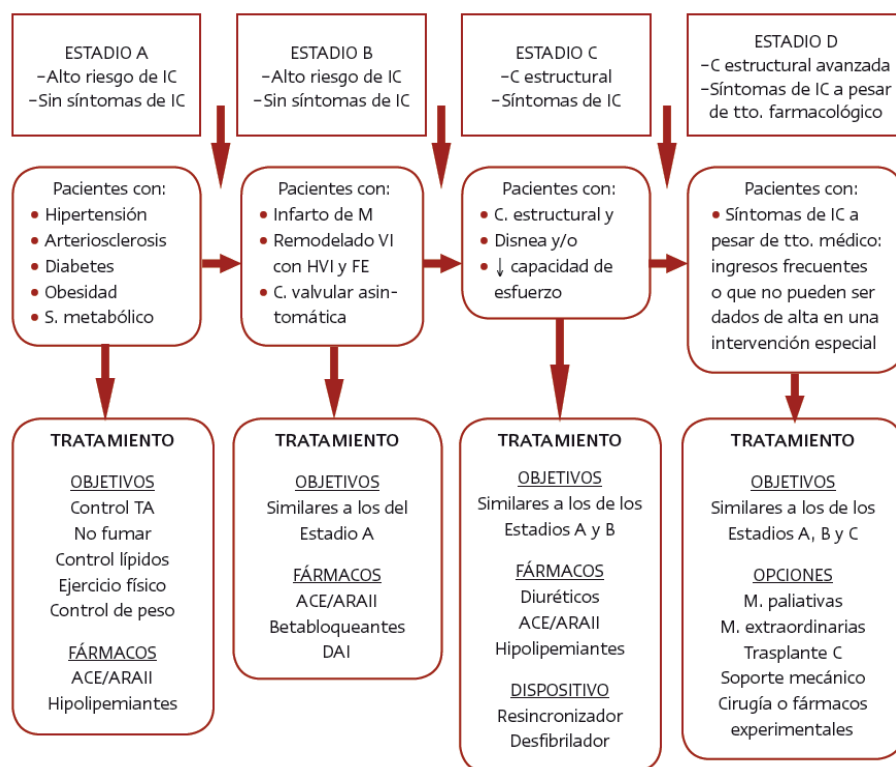 ESTADIO A
–Alto riesgo de IC
–Sin síntomas de IC
ESTADIO B
–Alto riesgo de IC
–Sin síntomas de IC
ESTADIO C
–C estructural
–Síntomas de IC
ESTADIO D
–C estructural avanzada
–Síntomas de IC a pesar
de tto. farmacológico
Pacientes con:
• Hipertensión
• Arteriosclerosis
• Diabetes
• Obesidad
• S. metabólico
Pacientes con:
• Infarto de M
• Remodelado VI
con HVI y FE
• C. valvular asin-
tomática
Pacientes con:
• C. estructural y
• Disnea y/o
• ↓ capacidad de
esfuerzo
Pacientes con:
• Síntomas de IC a
pesar de tto. médico:
ingresos frecuentes
o que no pueden ser
dados de alta en una
intervención especial
TRATAMIENTO
OBJETIVOS
Control TA
No fumar
Control lípidos
Ejercicio físico
Control de peso
FÁRMACOS
ACE/ARAII
Hipolipemiantes
TRATAMIENTO
OBJETIVOS
Similares a los del
Estadio A
FÁRMACOS
ACE/ARAII
Betabloqueantes
DAI
TRATAMIENTO
OBJETIVOS
Similares a los de los
Estadios A y B
FÁRMACOS
Diuréticos
ACE/ARAII
Hipolipemiantes
DISPOSITIVO
Resincronizador
Desfibrilador
TRATAMIENTO
OBJETIVOS
Similares a los de los
Estadios A, B y C
OPCIONES
M. paliativas
M. extraordinarias
Trasplante C
Soporte mecánico
Cirugía o fármacos
experimentales